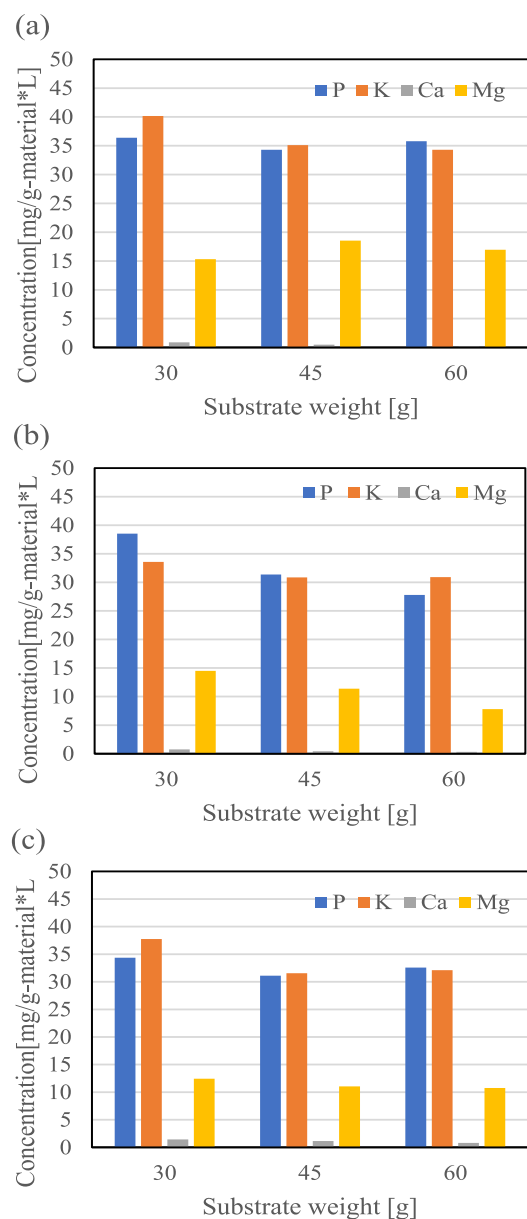 (a)
Concentration[mg/g-material*L]
50
45
40
35
30
25
20
15
10
5
0
P K Ca Mg
30 45 60
Substrate weight [g]
(b)
Concentration[mg/g-material*L
50
45
40
35
30
25
20
15
10
5
0
P K Ca Mg
30 45 60
Substrate weight [g]
(c)
Concentration[mg/g-material*L
50
45
40
35
30
25
20
15
10
5
0
P K Ca Mg
30 45 60
Substrate weight [g]